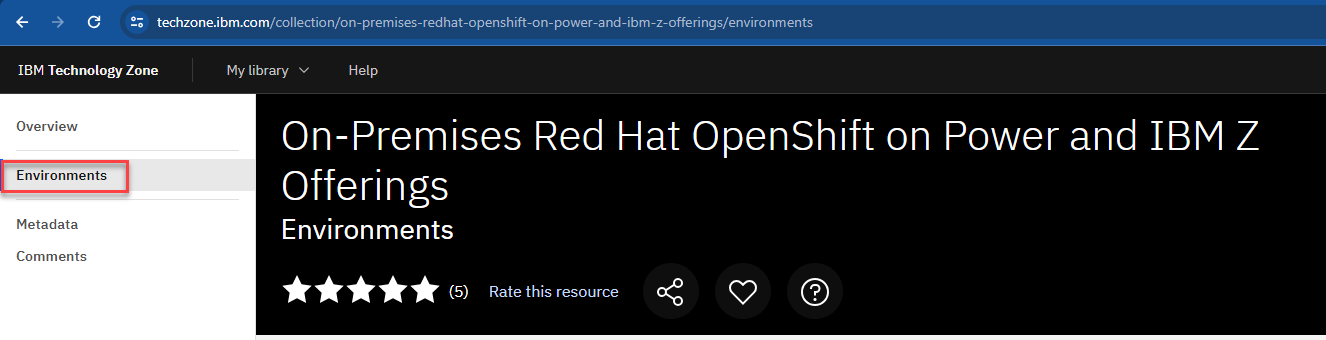 techzone.ibm.com/collection/on-premises-redhat-openshift-on-power-and-ibm-z-offerings/environments
IBM Technology Zone
My library
Help
Overview
Environments
Metadata
Comments
On-Premises Red Hat OpenShift on Power and IBM Z
Offerings
Environments
(5) Rate this resource